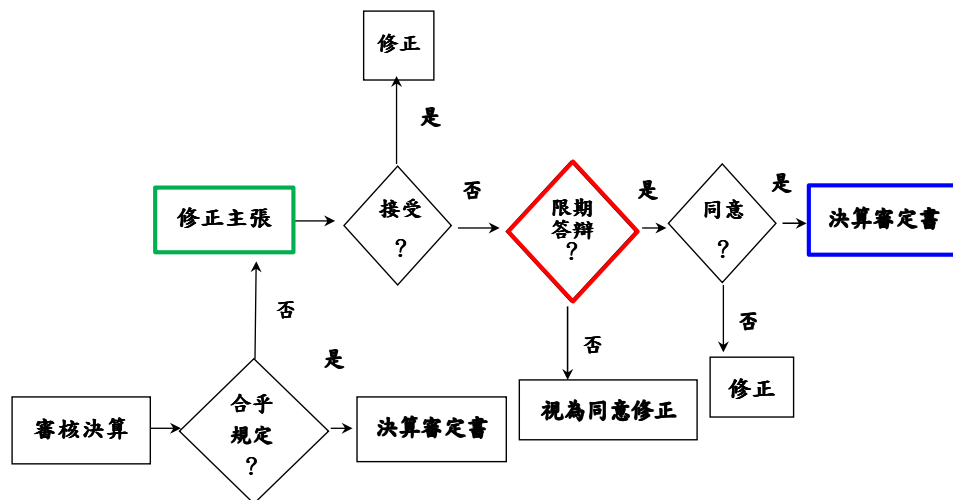 修正
是
修正主張
接受
?
否
限期
答辯
?
是
同意
?
是
決算審定書
否
是
否
否
修正
視為同意修正
審核決算
合乎
規定
?
決算審定書